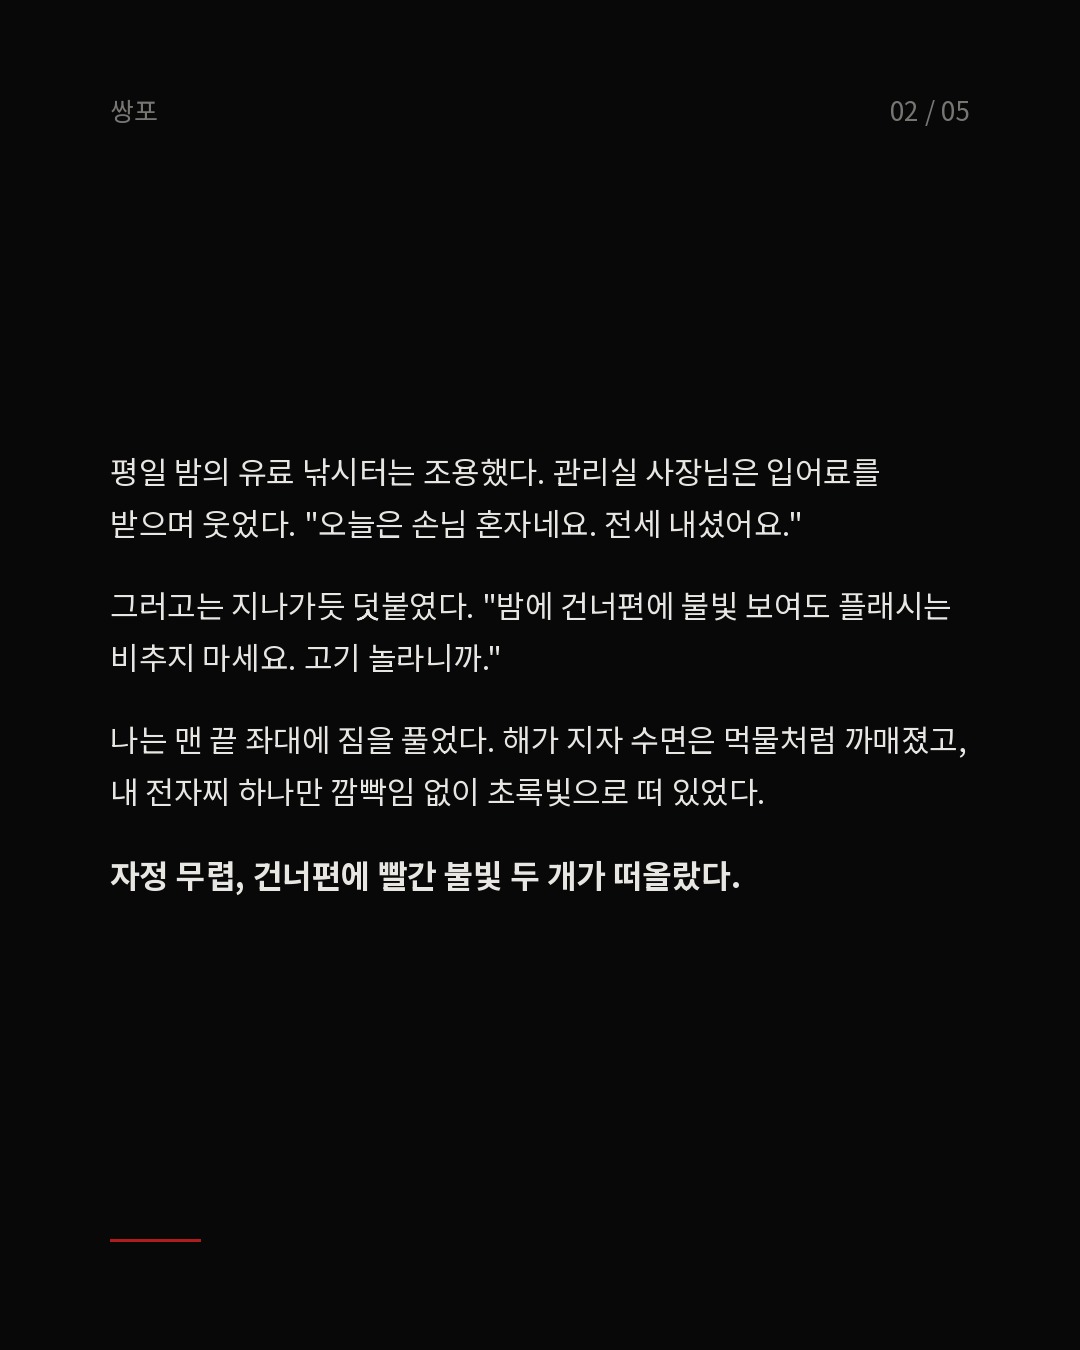 쌍포
02 / 05
평일 밤의 유료 낚시터는 조용했다. 관리실 사장님은 입어료를
받으며 웃었다. "오늘은 손님 혼자네요. 전세 내셨어요."
그러고는 지나가듯 덧붙였다. "밤에 건너편에 불빛 보여도 플래시는
비추지 마세요. 고기 놀라니까."
나는 맨 끝 좌대에 짐을 풀었다. 해가 지자 수면은 먹물처럼 까매졌고,
내 전자찌 하나만 깜빡임 없이 초록빛으로 떠 있었다.
자정 무렵, 건너편에 빨간 불빛 두 개가 떠올랐다.